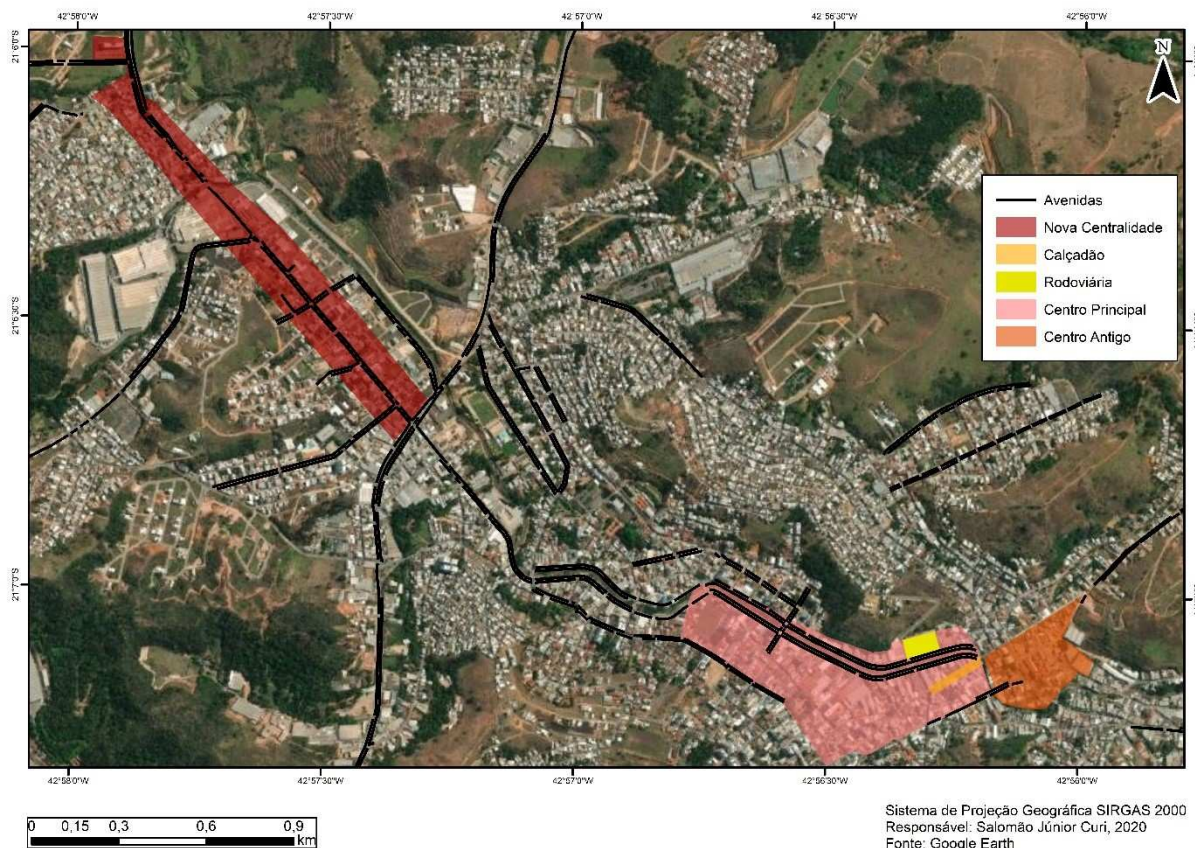 42°58'0"W 42°57'30"W 42°57'0"W 42°56'30"W 42°56'0"W
21°6'0"S
N
Avenidas
Nova Centralidade
Calçadão
Rodoviária
Centro Principal
Centro Antigo
21°6'30"S
21°7'0"S
42°58'0"W 42°57'30"W 42°57'0"W 42°56'30"W 42°56'0"W
0 0,15 0,3 0,6 0,9
km
Sistema de Projeção Geográfica SIRGAS 2000
Responsável: Salomão Júnior Curi, 2020
Fonte: Google Earth